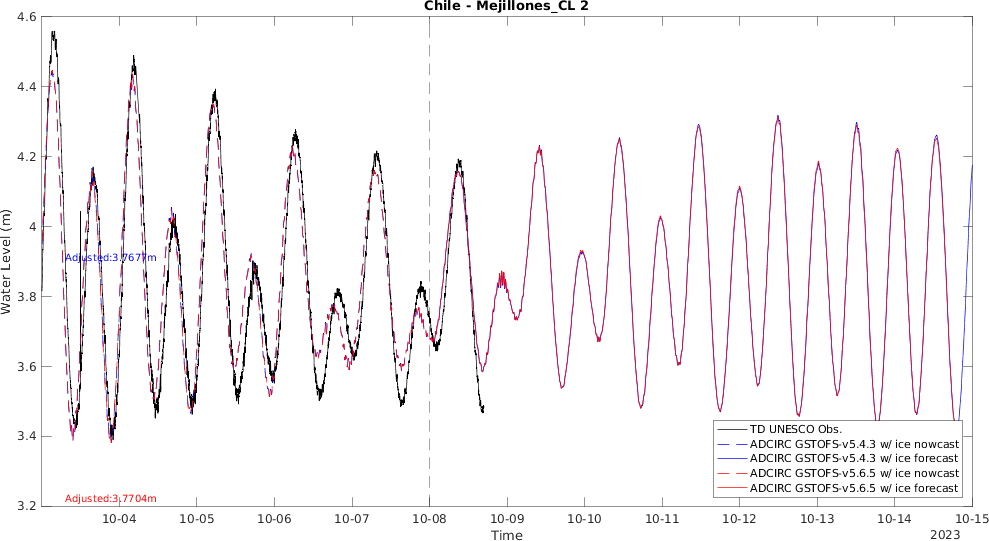 Chile - Mejillones_CL 2
4.6
4.4
4.2
4
3.8
3.6
3.4
3.2
Water Level (m)
Adjusted:3.7677m
Adjusted:3.7704m
TD UNESCO Obs.
ADCIRC GSTOFS-v5.4.3 w/ ice nowcast
ADCIRC GSTOFS-v5.4.3 w/ ice forecast
ADCIRC GSTOFS-v5.6.5 w/ ice nowcast
ADCIRC GSTOFS-v5.6.5 w/ ice forecast
10-04 10-05 10-06 10-07 10-08 10-09 10-10 10-11 10-12 10-13 10-14 10-15
Time
2023